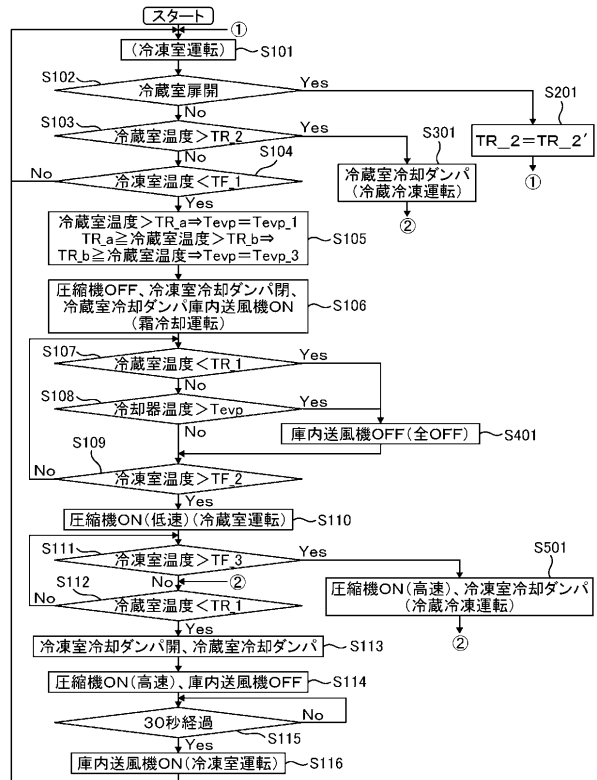 スタート
①
(冷凍室運転)
S101
S102
冷蔵室扉開
Yes
No
S201
TR_2=TR_2′
①
S103
冷蔵室温度>TR_2
Yes
No
S301
冷蔵室冷却ダンパ
(冷蔵冷凍運転)
②
S104
冷凍室温度<TF_1
No
Yes
冷蔵室温度>TR_a⇒Tevp=Tevp_1
TR_a≧冷蔵室温度>TR_b⇒
TR_b≧冷蔵室温度⇒Tevp=Tevp_3
S105
圧縮機OFF、冷凍室冷却ダンパ閉、
冷蔵室冷却ダンパ庫内送風機ON
(霜冷却運転)
S106
S107
冷蔵室温度<TR_1
Yes
No
S108
冷却器温度>Tevp
Yes
No
庫内送風機OFF(全OFF)
S401
S109
冷凍室温度>TF_2
No
Yes
圧縮機ON(低速)(冷蔵室運転)
S110
S111
冷凍室温度>TF_3
Yes
No
②
S501
圧縮機ON(高速)、冷凍室冷却ダンパ
(冷蔵冷凍運転)
②
S112
冷蔵室温度<TR_1
No
Yes
冷凍室冷却ダンパ開、冷蔵室冷却ダンパ
S113
圧縮機ON(高速)、庫内送風機OFF
S114
30秒経過
No
S115
Yes
庫内送風機ON(冷凍室運転)
S116